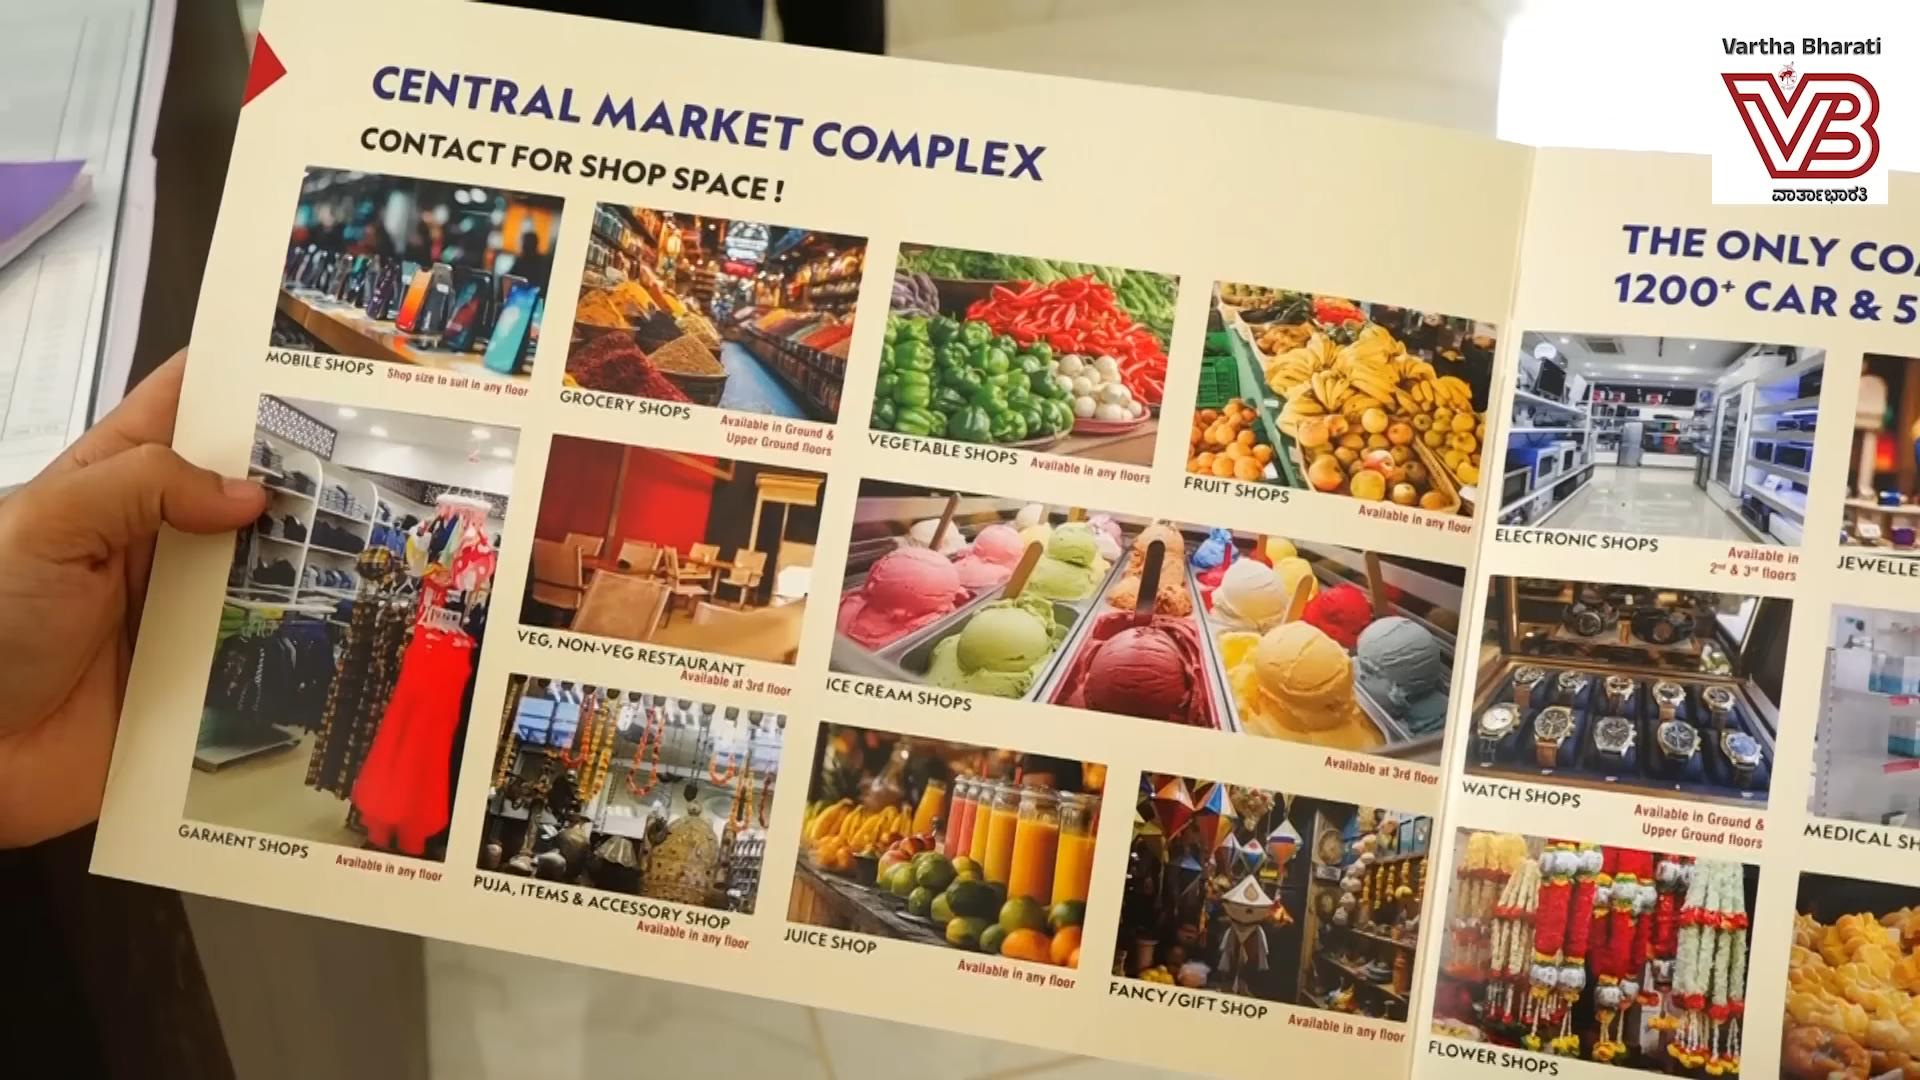 Vartha Bharati
VB
ವಾರ್ತಾಭಾರತಿ
CENTRAL MARKET COMPLEX
CONTACT FOR SHOP SPACE !
MOBILE SHOPS
Shop size to suit in any floor
GROCERY SHOPS
Available in Ground &
Upper Ground floors
VEGETABLE SHOPS
Available in any floors
FRUIT SHOPS
Available in any floor
GARMENT SHOPS
Available in any floor
VEG, NON-VEG RESTAURANT
Available at 3rd floor
ICE CREAM SHOPS
Available at 3rd floor
PUJA, ITEMS & ACCESSORY SHOP
Available in any floor
JUICE SHOP
Available in any floor
FANCY/GIFT SHOP
Available in any floor
THE ONLY
1200+ CAR & 5
ELECTRONIC SHOPS
Available in
2nd & 3rd floors
WATCH SHOPS
Available in Ground &
Upper Ground floors
MEDICAL
FLOWER SHOPS